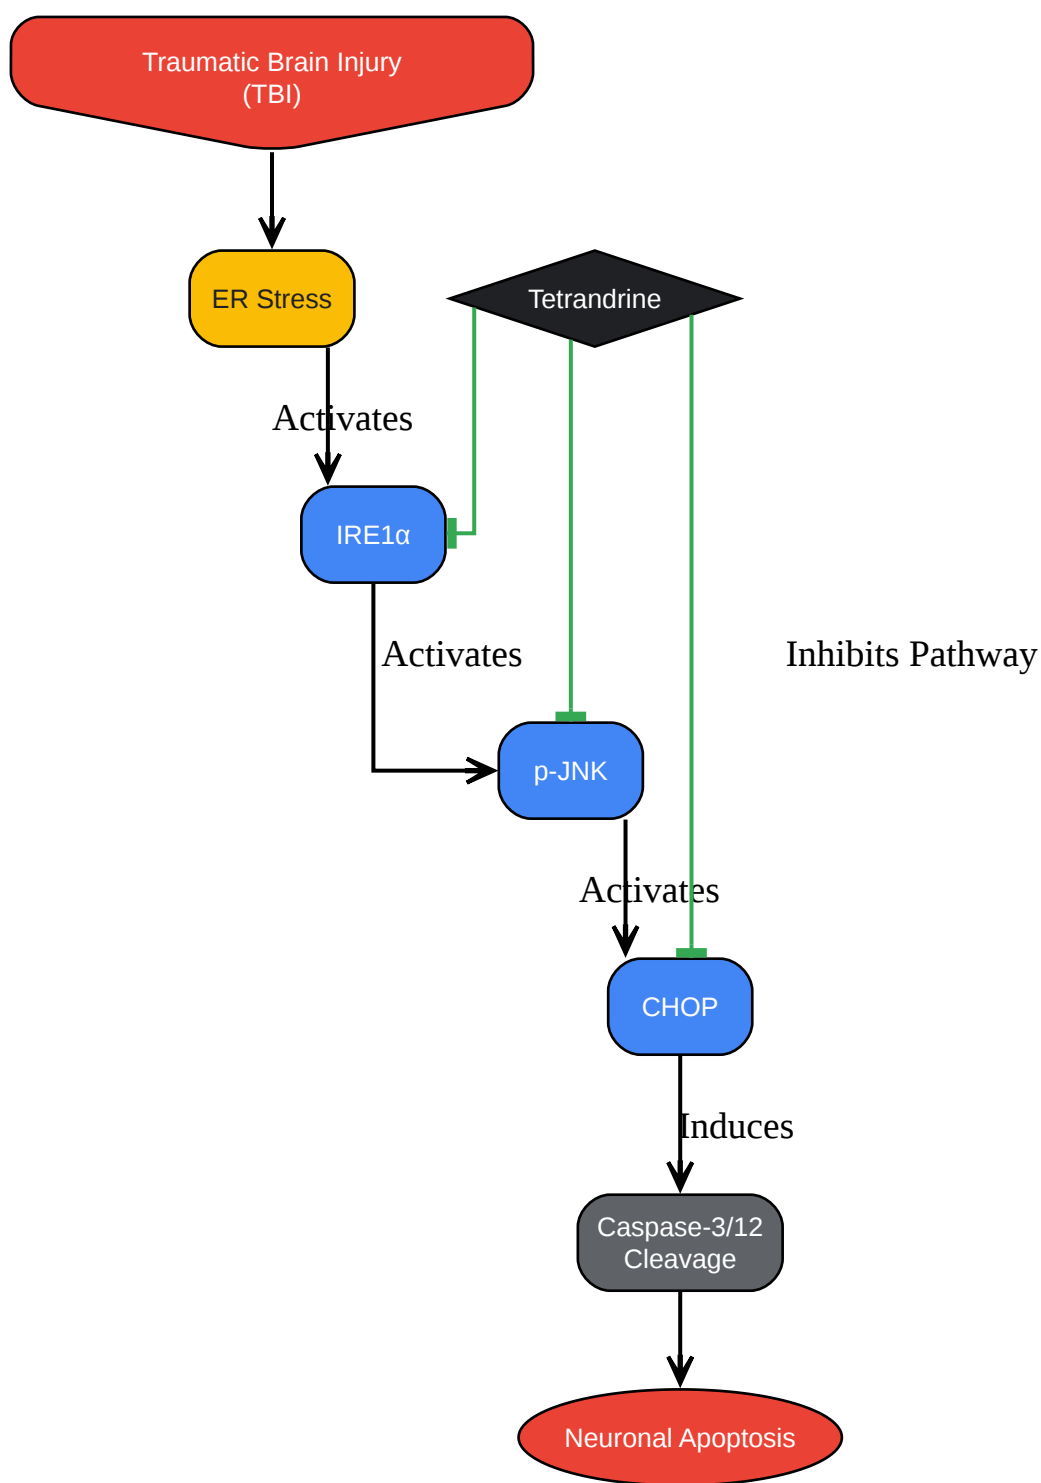 Traumatic Brain Injury
(TBI)
ER Stress
Tetrandrine
Activates
IRE1α
Activates
Inhibits Pathway
p-JNK
Activates
CHOP
Induces
Caspase-3/12
Cleavage
Neuronal Apoptosis